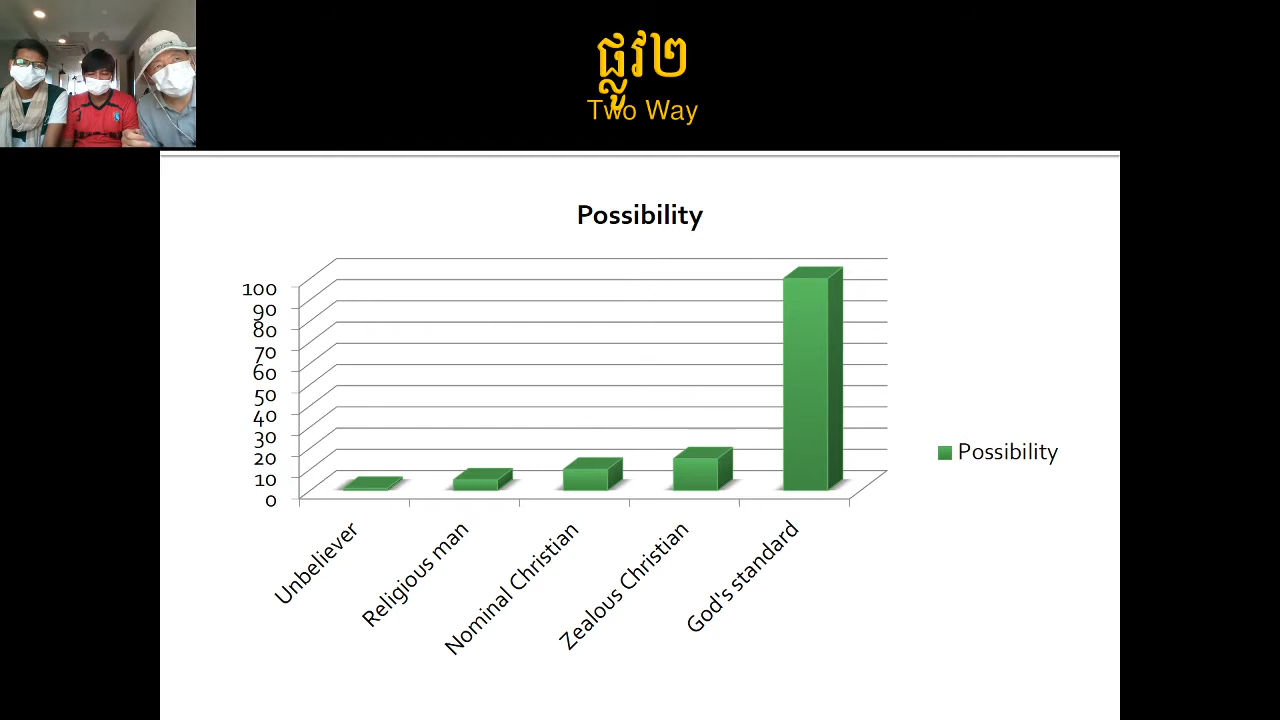 ផ្លូវ២
Two Way
Possibility
100
90
80
70
60
50
40
30
20
10
0
Possibility
Unbeliever
Religious man
Nominal Christian
Zealous Christian
God's standard